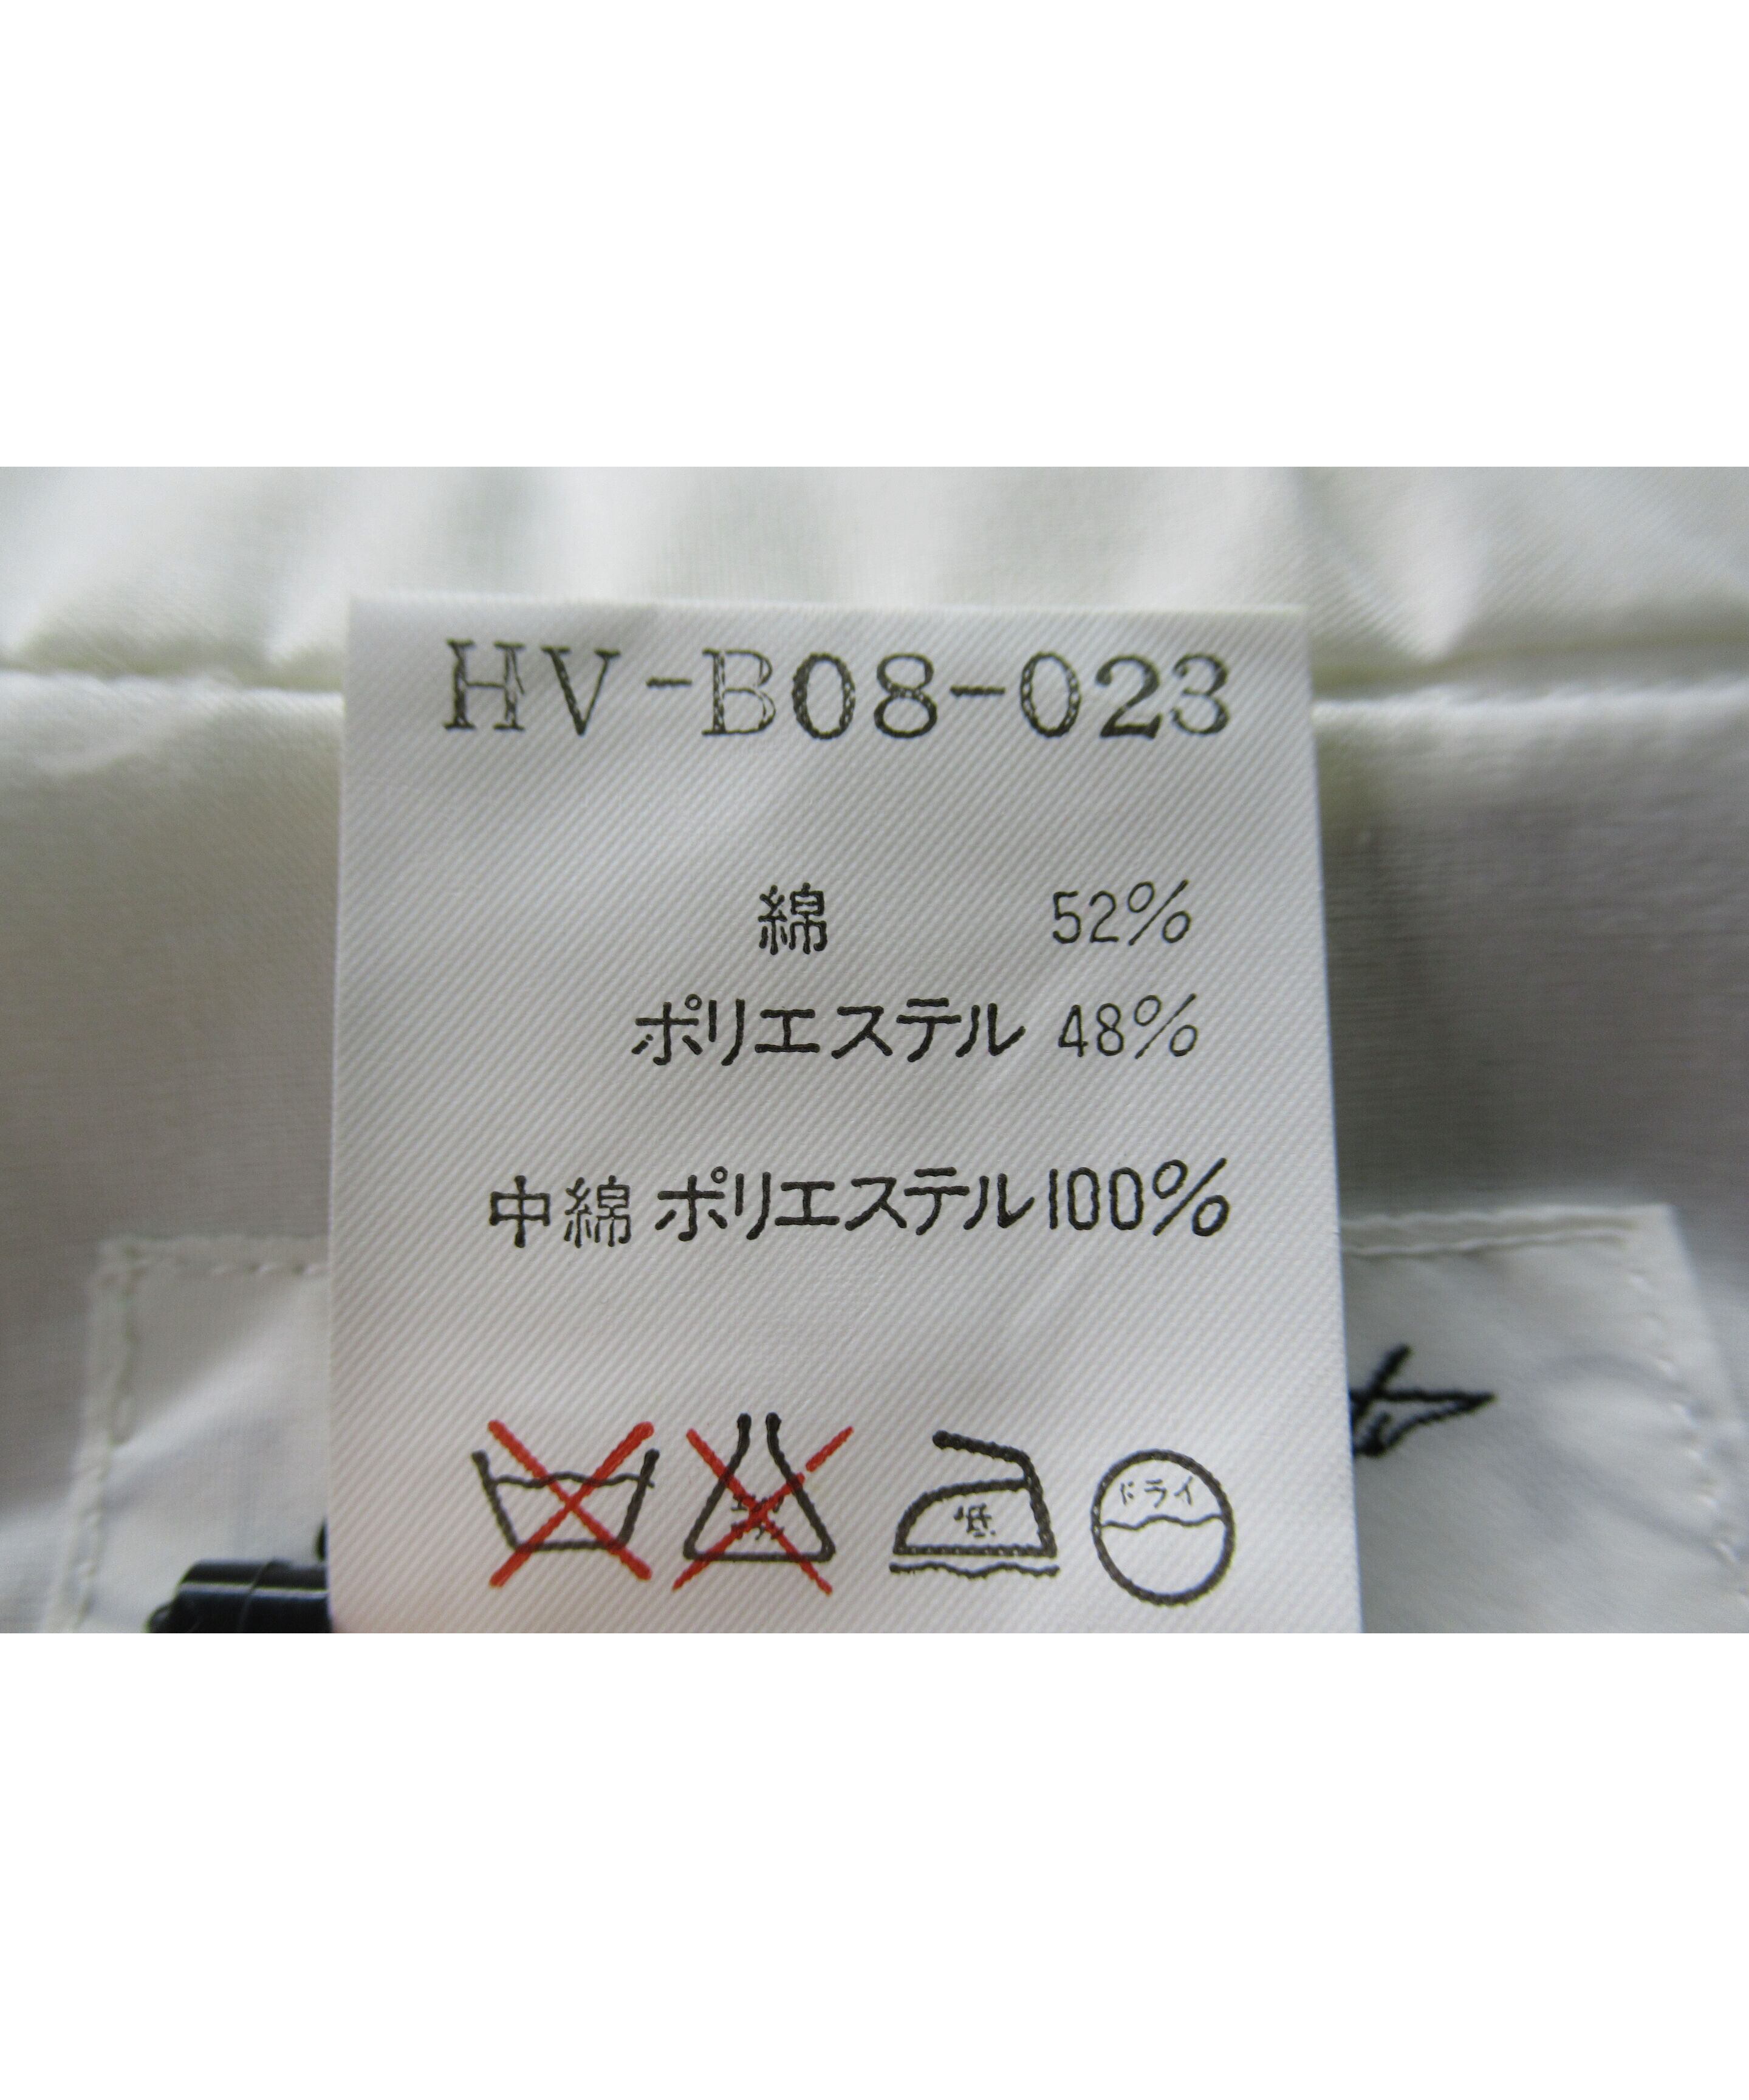 HV-B08-023
綿 52%
ポリエステル 48%
中綿 ポリエステル100%
低 ドライ